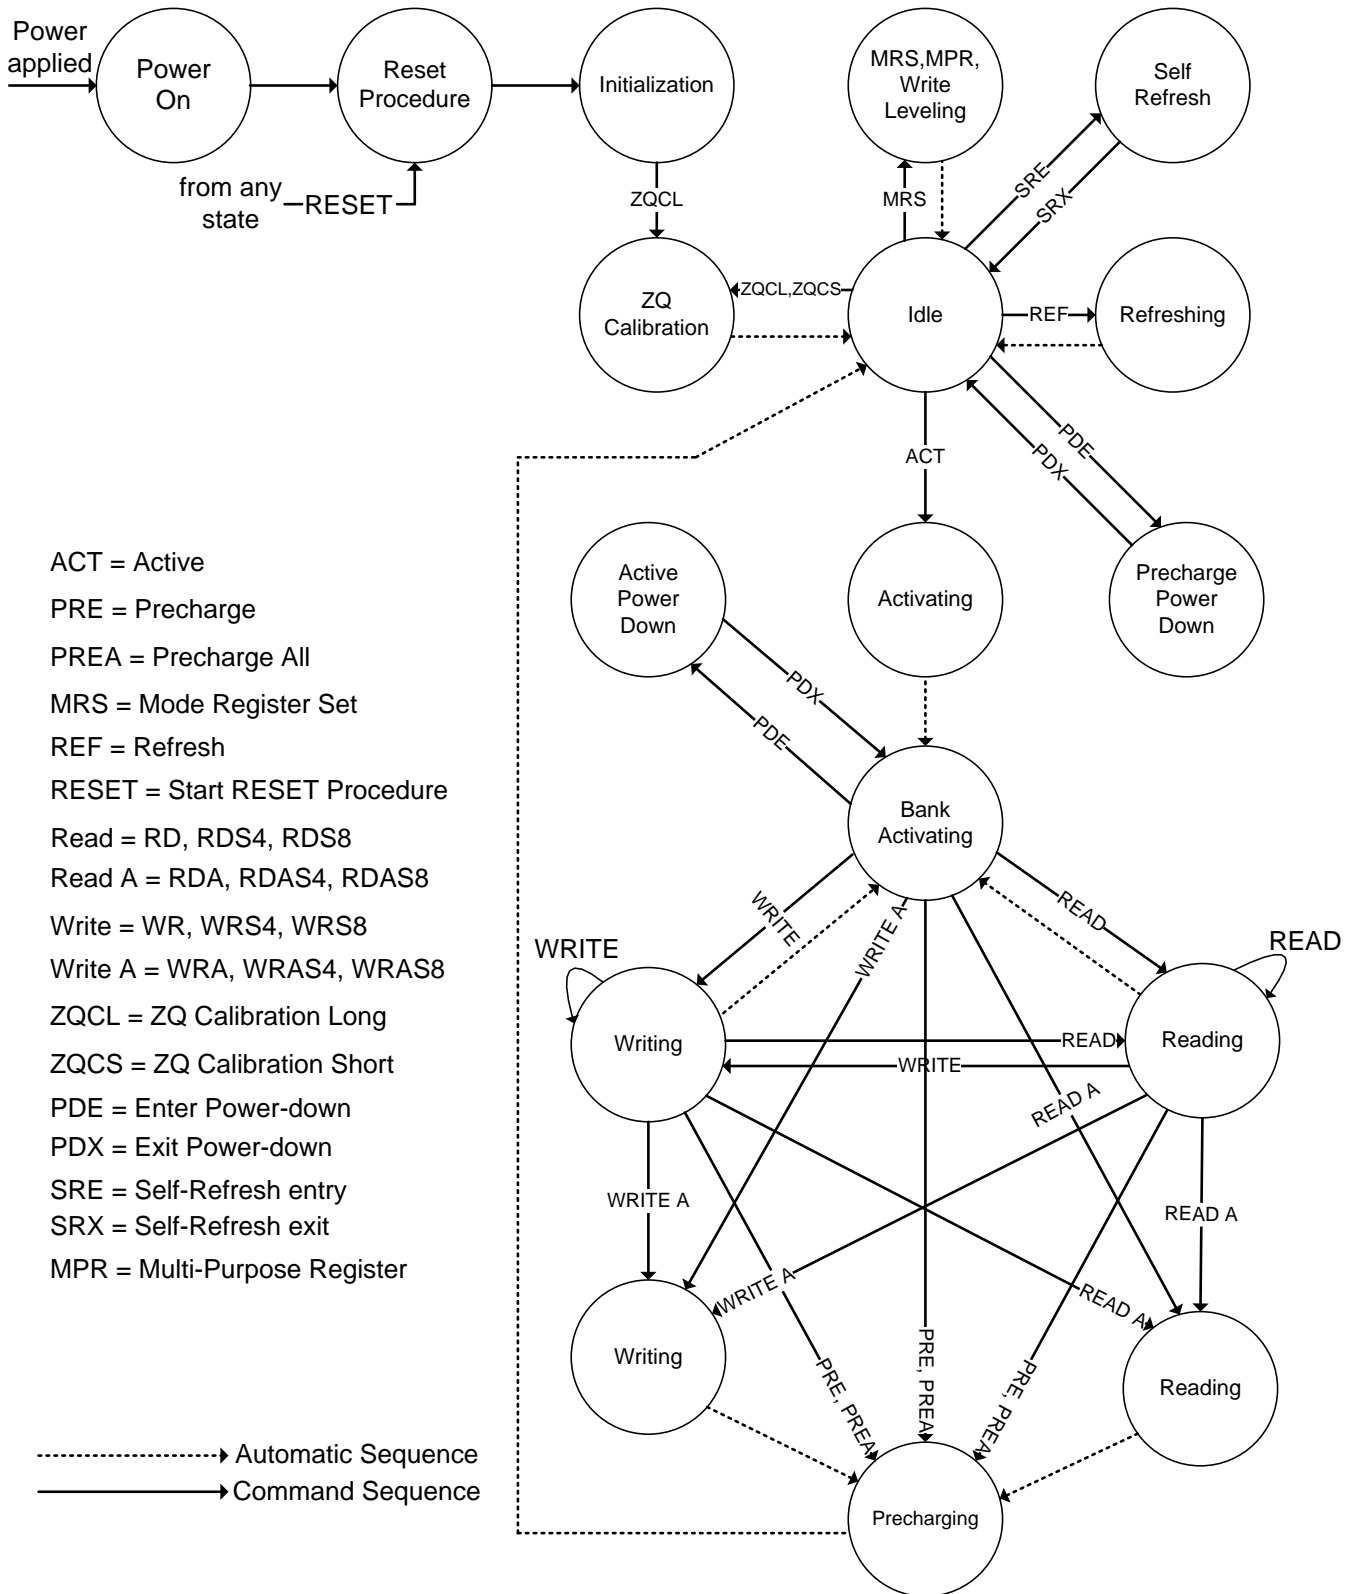 Power
applied
Power
On
Reset
Procedure
Initialization
MRS,MPR,
Write
Leveling
Self
Refresh
from any
state
RESET
ZQCL
MRS
SRE
SRX
ZQ
Calibration
ZQCL,ZQCS
Idle
REF
Refreshing
ACT
PDE
PDX
Active
Power
Down
Activating
Precharge
Power
Down
PDX
PDE
Bank
Activating
ACT = Active
PRE = Precharge
PREA = Precharge All
MRS = Mode Register Set
REF = Refresh
RESET = Start RESET Procedure
Read = RD, RDS4, RDS8
Read A = RDA, RDAS4, RDAS8
Write = WR, WRS4, WRS8
Write A = WRA, WRAS4, WRAS8
ZQCL = ZQ Calibration Long
ZQCS = ZQ Calibration Short
PDE = Enter Power-down
PDX = Exit Power-down
SRE = Self-Refresh entry
SRX = Self-Refresh exit
MPR = Multi-Purpose Register
WRITE
WRITE A
READ
WRITE
READ
Writing
READ
Reading
WRITE
READ A
WRITE A
READ A
WRITE A
READ A
Writing
PRE, PREA
PRE, PREA
PRE, PREA
Reading
Precharging
Automatic Sequence
Command Sequence